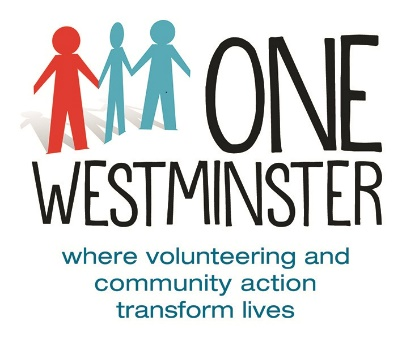 ONE
WESTMINSTER
where volunteering and
community action
transform lives